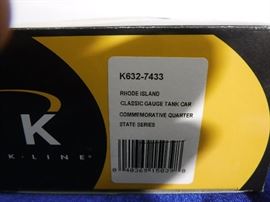 K632-7433
RHODE ISLAND
CLASSIC GAUGE TANK CAR
COMMEMORATIVE QUARTER
STATE SERIES
K
K-LINE®